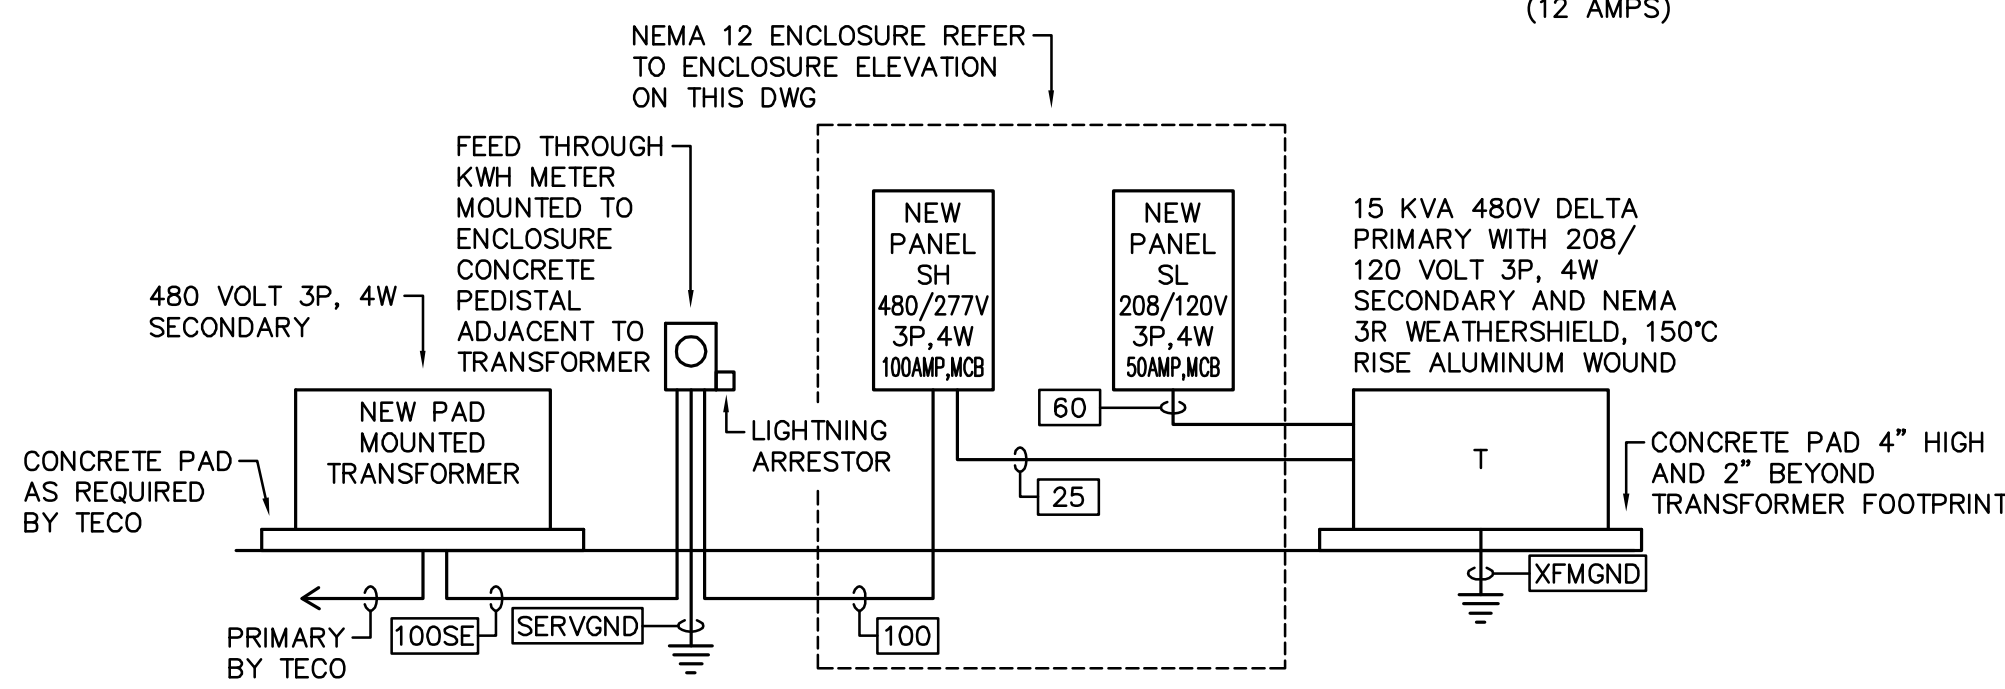 (12 AMPS)
NEMA 12 ENCLOSURE REFER
TO ENCLOSURE ELEVATION
ON THIS DWG
FEED THROUGH
KWH METER
MOUNTED TO
ENCLOSURE
CONCRETE
PEDISTAL
ADJACENT TO
TRANSFORMER
480 VOLT 3P, 4W
SECONDARY
NEW PAD
MOUNTED
TRANSFORMER
CONCRETE PAD
AS REQUIRED
BY TECO
LIGHTNING
ARRESTOR
NEW
PANEL
SH
480/277V
3P,4W
100AMP,MCB
NEW
PANEL
SL
208/120V
3P,4W
50AMP,MCB
15 KVA 480V DELTA
PRIMARY WITH 208/
120 VOLT 3P, 4W
SECONDARY AND NEMA
3R WEATHERSHIELD, 150°C
RISE ALUMINUM WOUND
60
25
T
CONCRETE PAD 4" HIGH
AND 2" BEYOND
TRANSFORMER FOOTPRINT
XFMGND
PRIMARY
BY TECO
100SE
SERVGND
100